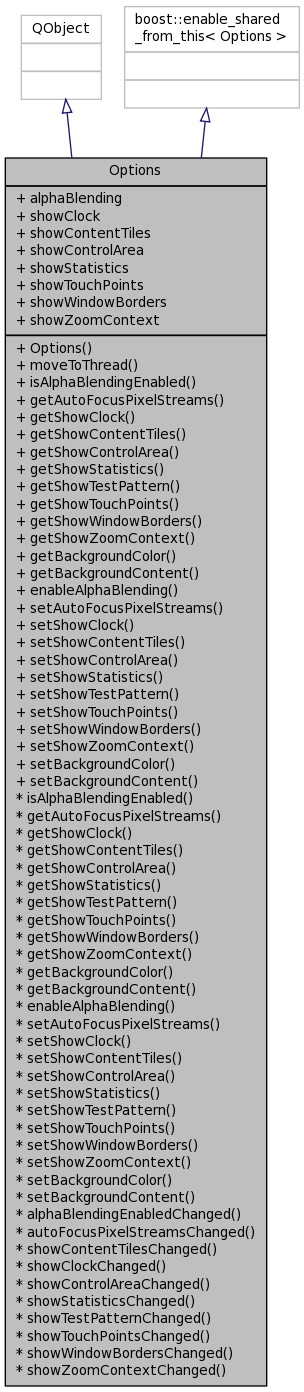 QObject
boost::enable_shared
_from_this< Options >
Options
+ alphaBlending
+ showClock
+ showContentTiles
+ showControlArea
+ showStatistics
+ showTouchPoints
+ showWindowBorders
+ showZoomContext
+ Options()
+ moveToThread()
+ isAlphaBlendingEnabled()
+ getAutoFocusPixelStreams()
+ getShowClock()
+ getShowContentTiles()
+ getShowControlArea()
+ getShowStatistics()
+ getShowTestPattern()
+ getShowTouchPoints()
+ getShowWindowBorders()
+ getShowZoomContext()
+ getBackgroundColor()
+ getBackgroundContent()
+ enableAlphaBlending()
+ setAutoFocusPixelStreams()
+ setShowClock()
+ setShowContentTiles()
+ setShowControlArea()
+ setShowStatistics()
+ setShowTestPattern()
+ setShowTouchPoints()
+ setShowWindowBorders()
+ setShowZoomContext()
+ setBackgroundColor()
+ setBackgroundContent()
* isAlphaBlendingEnabled()
* getAutoFocusPixelStreams()
* getShowClock()
* getShowContentTiles()
* getShowControlArea()
* getShowStatistics()
* getShowTestPattern()
* getShowTouchPoints()
* getShowWindowBorders()
* getShowZoomContext()
* getBackgroundColor()
* getBackgroundContent()
* enableAlphaBlending()
* setAutoFocusPixelStreams()
* setShowClock()
* setShowContentTiles()
* setShowControlArea()
* setShowStatistics()
* setShowTestPattern()
* setShowTouchPoints()
* setShowWindowBorders()
* setShowZoomContext()
* setBackgroundColor()
* setBackgroundContent()
* alphaBlendingEnabledChanged()
* autoFocusPixelStreamsChanged()
* showContentTilesChanged()
* showClockChanged()
* showControlAreaChanged()
* showStatisticsChanged()
* showTestPatternChanged()
* showTouchPointsChanged()
* showWindowBordersChanged()
* showZoomContextChanged()